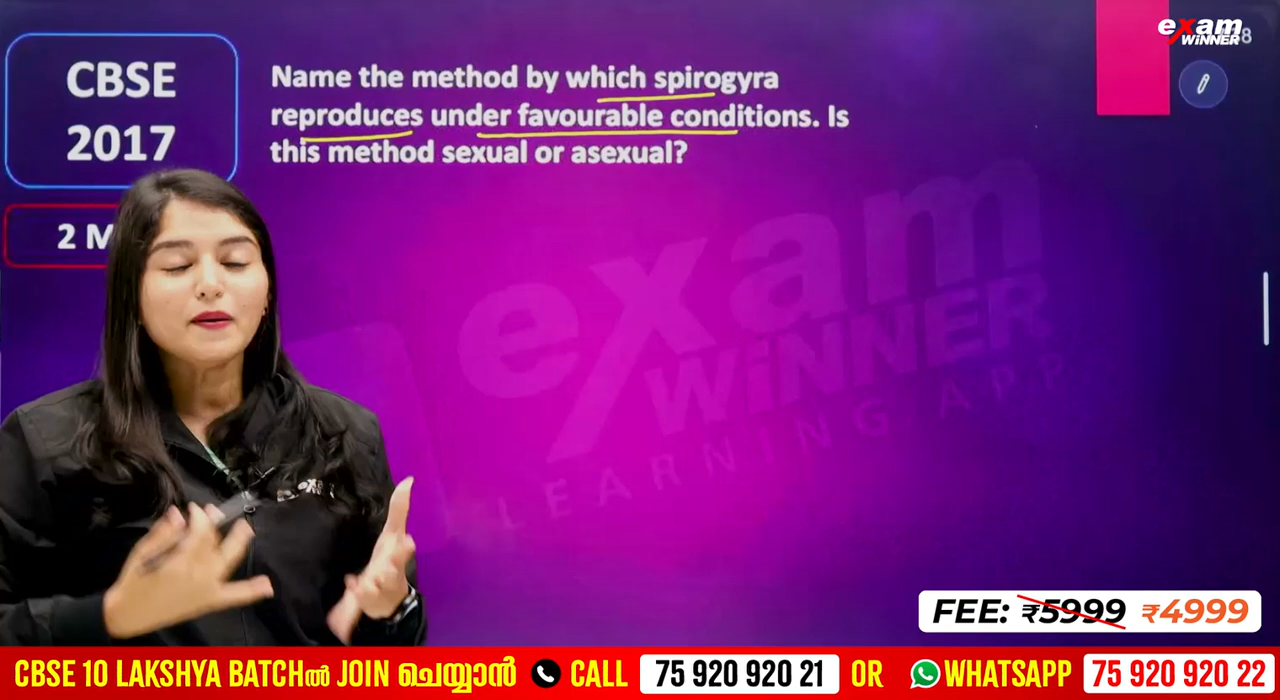 exam
WiNNER
8
CBSE
2017
Name the method by which spirogyra
reproduces under favourable conditions. Is
this method sexual or asexual?
2 M
exam
WiNNER
LEARNING APP
FEE: ₹5999 ₹4999
CBSE 10 LAKSHYA BATCHൽ JOIN ചെയ്യാൻ CALL 75 920 920 21 OR WHATSAPP 75 920 920 22